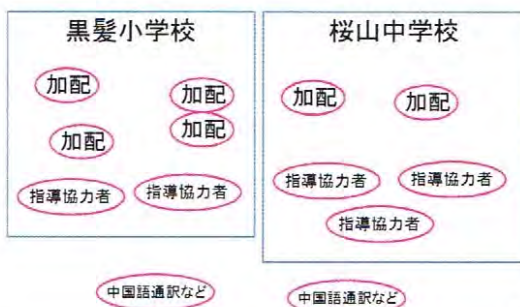 黒髪小学校
加配
加配
加配
加配
指導協力者
指導協力者
桜山中学校
加配
加配
指導協力者
指導協力者
指導協力者
中国語通訳など
中国語通訳など